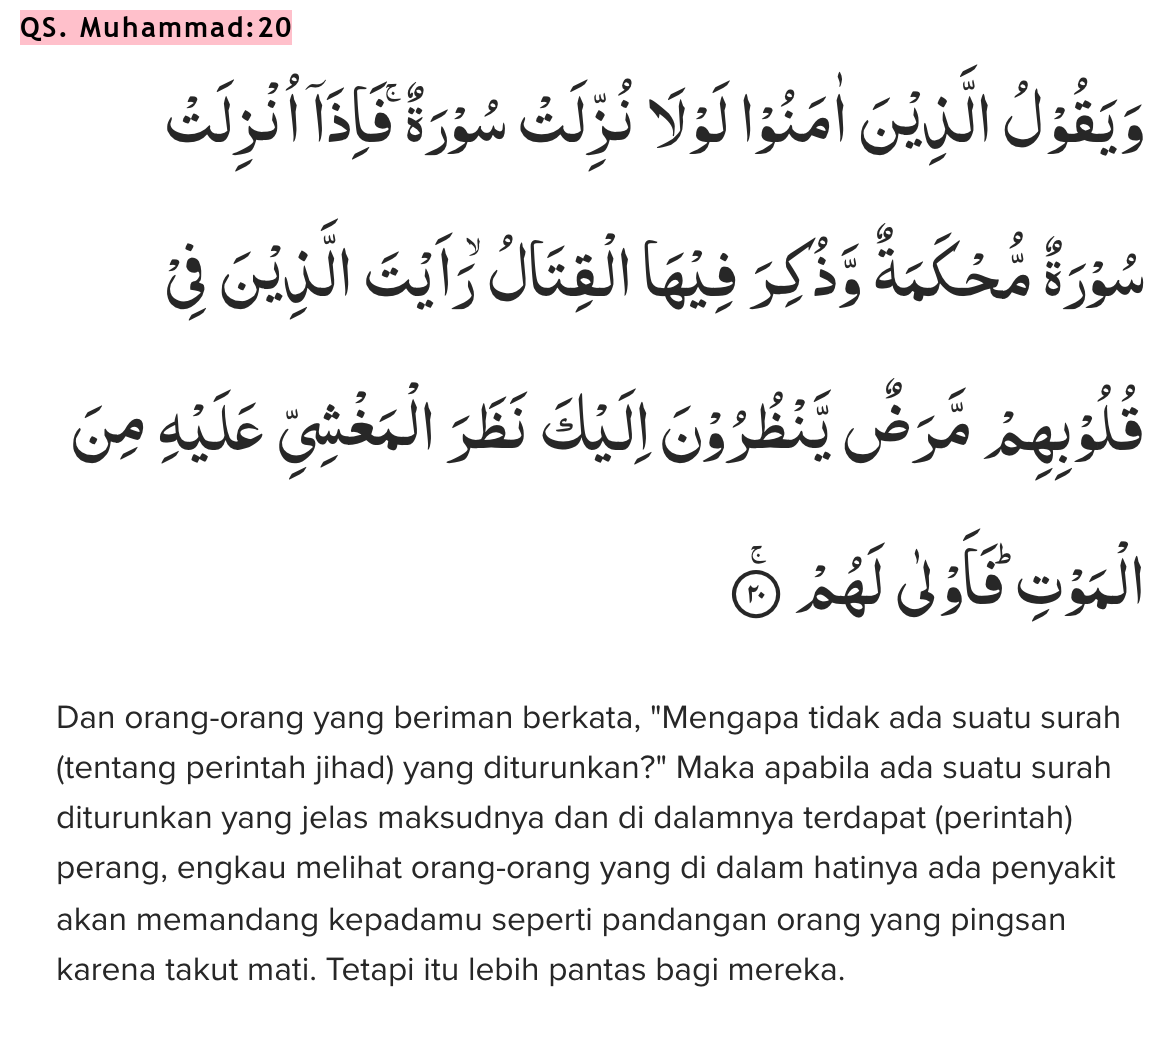 QS. Muhammad:20
وَيَقُوْلُ الَّذِيْنَ اٰمَنُوْا لَوْلَا نُزِّلَتْ سُوْرَةٌ ۚفَاِذَآ اُنْزِلَتْ
سُوْرَةٌ مُّحْكَمَةٌ وَّذُكِرَ فِيْهَا الْقِتَالُ ۙرَاَيْتَ الَّذِيْنَ فِيْ
قُلُوْبِهِمْ مَّرَضٌ يَّنْظُرُوْنَ اِلَيْكَ نَظَرَ الْمَغْشِيِّ عَلَيْهِ مِنَ
الْمَوْتِۗ فَاَوْلٰى لَهُمْ ۚ ٢٠
Dan orang-orang yang beriman berkata, "Mengapa tidak ada suatu surah
(tentang perintah jihad) yang diturunkan?" Maka apabila ada suatu surah
diturunkan yang jelas maksudnya dan di dalamnya terdapat (perintah)
perang, engkau melihat orang-orang yang di dalam hatinya ada penyakit
akan memandang kepadamu seperti pandangan orang yang pingsan
karena takut mati. Tetapi itu lebih pantas bagi mereka.